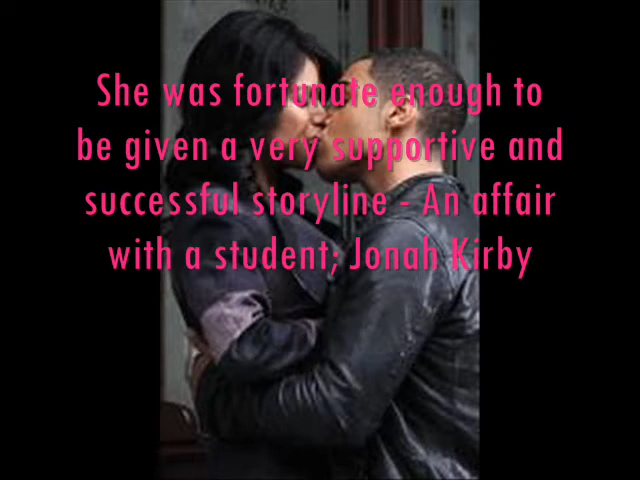 She was fortunate enough to
be given a very supportive and
successful storyline - An affair
with a student; Jonah Kirby